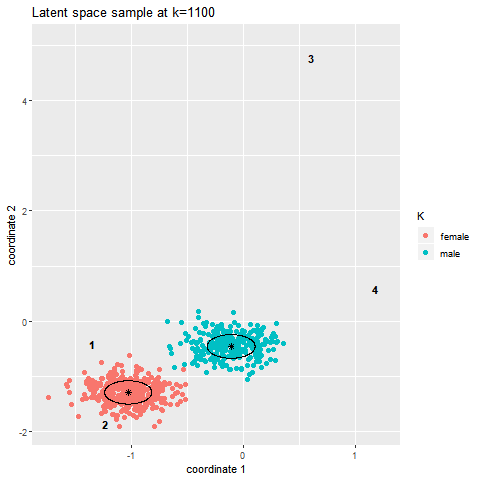 Latent space sample at k=1100
3
4
1
2
4
2
0
-2
-1
0
1
coordinate 1
coordinate 2
K
female
male